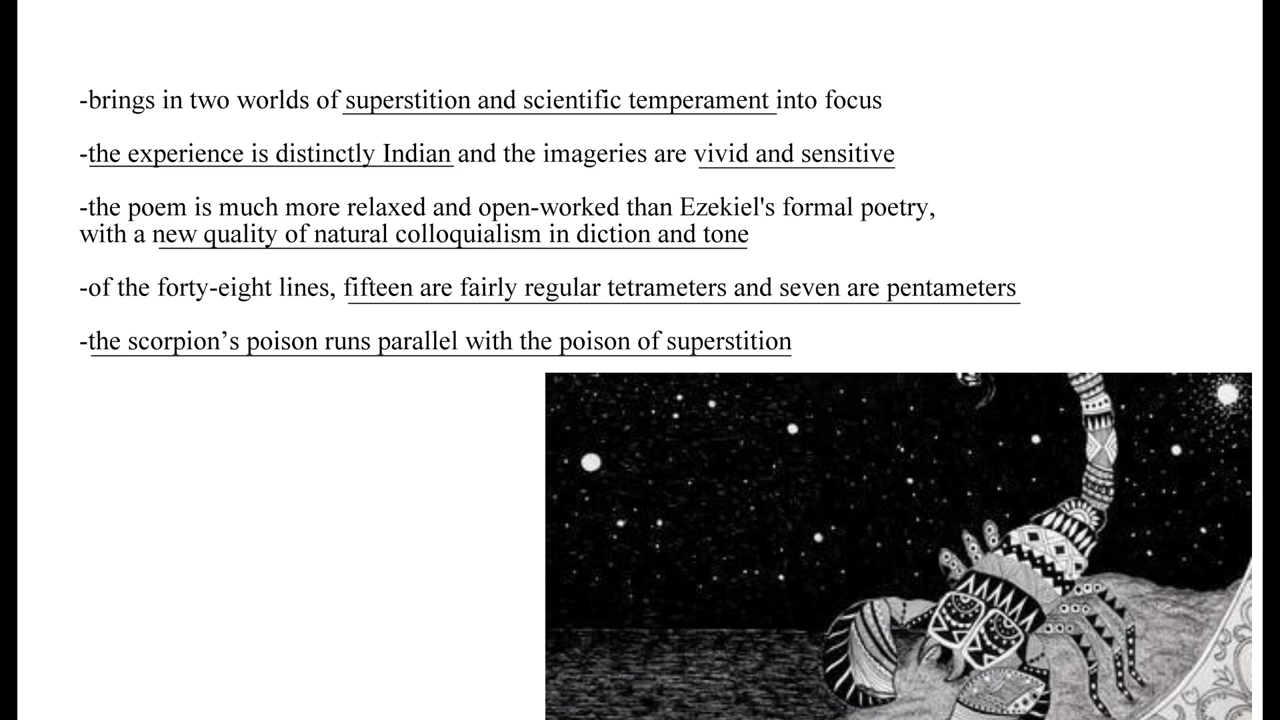 -brings in two worlds of superstition and scientific temperament into focus
-the experience is distinctly Indian and the imageries are vivid and sensitive
-the poem is much more relaxed and open-worked than Ezekiel's formal poetry,
with a new quality of natural colloquialism in diction and tone
-of the forty-eight lines, fifteen are fairly regular tetrameters and seven are pentameters
-the scorpion’s poison runs parallel with the poison of superstition